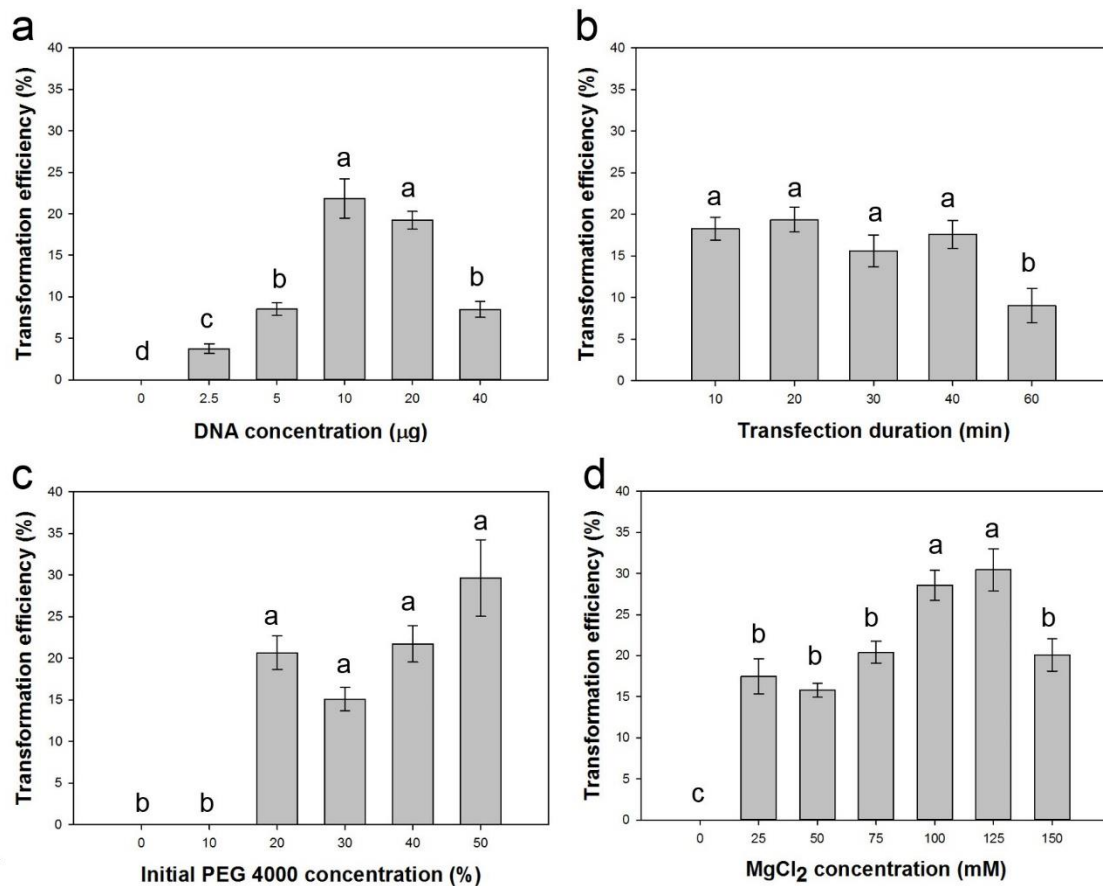 a
Transformation efficiency (%)
40
35
30
25
20
15
10
5
0
d
c
b
a
a
b
0 2.5 5 10 20 40
DNA concentration (μg)
b
Transformation efficiency (%)
40
35
30
25
20
15
10
5
0
a
a
a
a
b
10 20 30 40 60
Transfection duration (min)
c
Transformation efficiency (%)
40
35
30
25
20
15
10
5
0
b
b
a
a
a
a
0 10 20 30 40 50
Initial PEG 4000 concentration (%)
d
Transformation efficiency (%)
40
35
30
25
20
15
10
5
0
c
b
b
b
a
a
b
0 25 50 75 100 125 150
MgCl₂ concentration (mM)